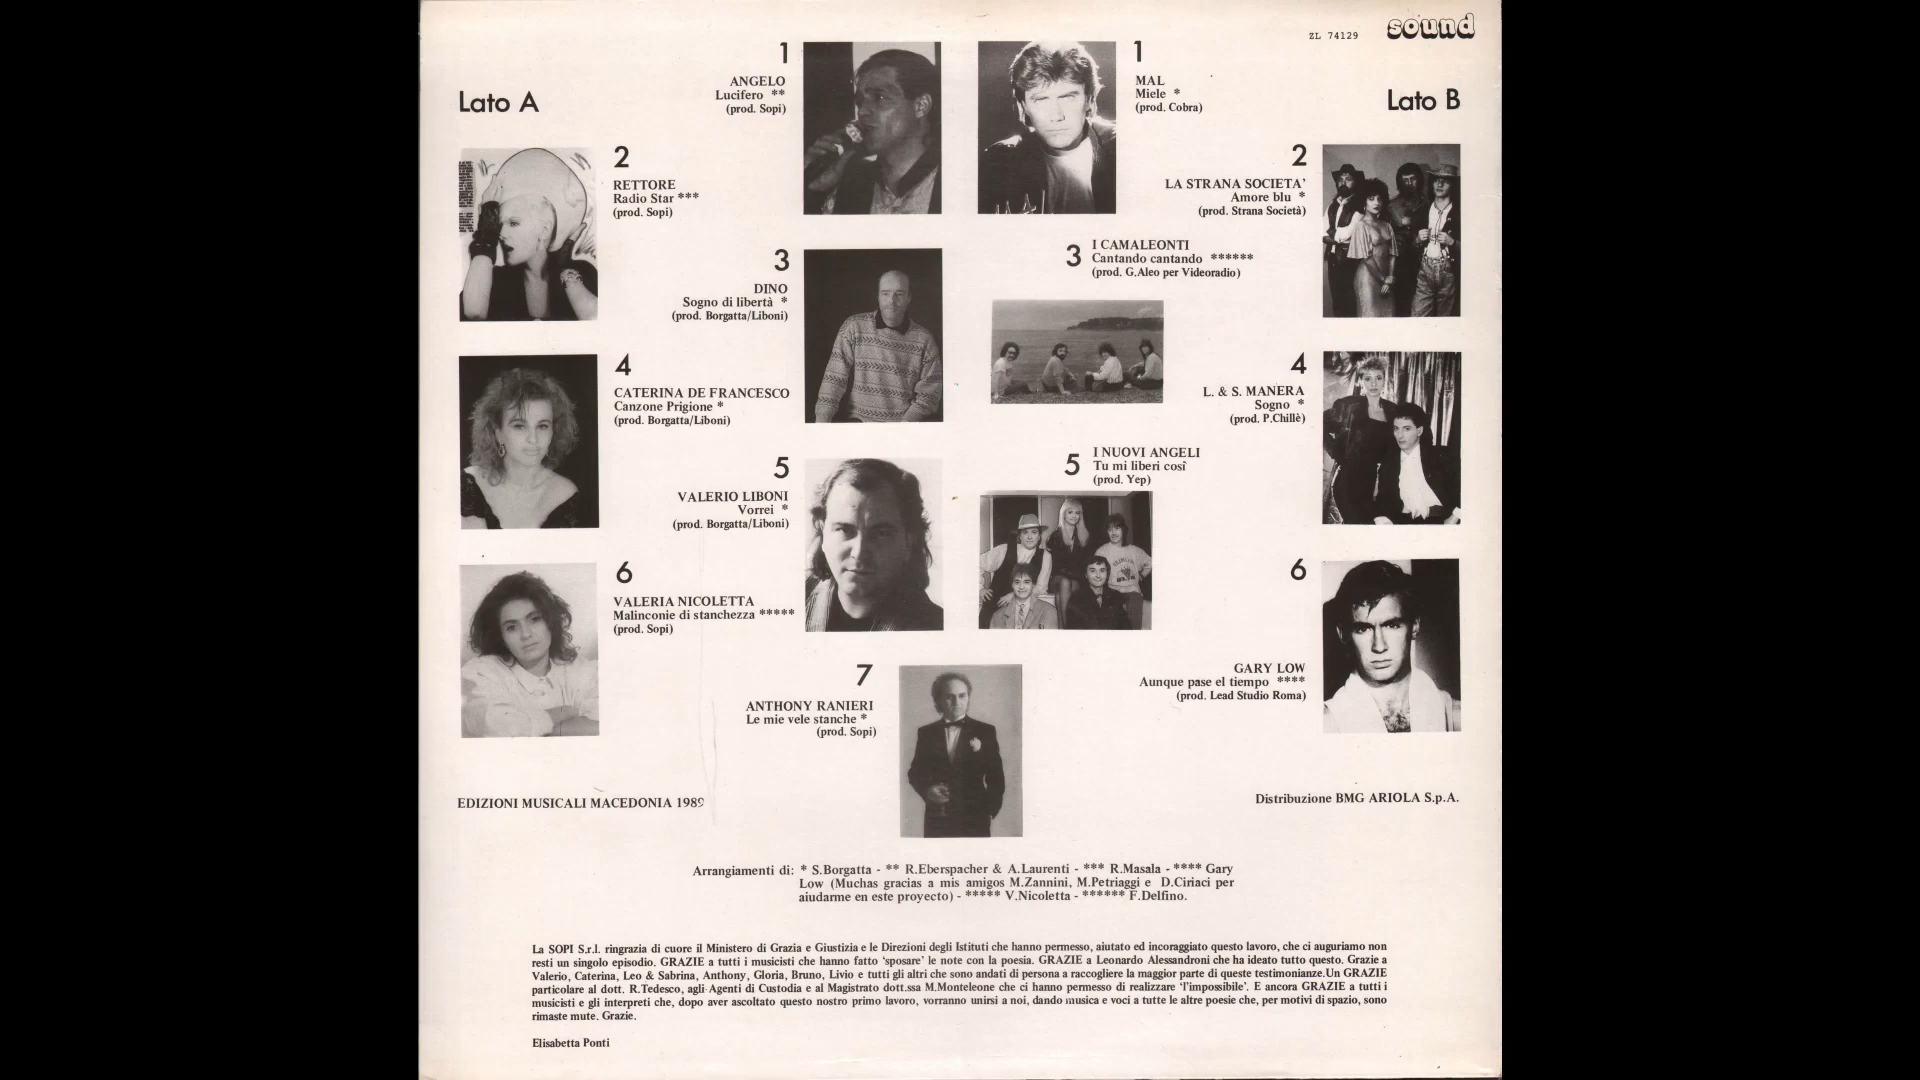 ZL 74129
sound
Lato A
1
ANGELO
Lucifero **
(prod. Sopi)
2
RETTORE
Radio Star ***
(prod. Sopi)
3
DINO
Sogno di libertà *
(prod. Borgatta/Liboni)
4
CATERINA DE FRANCESCO
Canzone Prigione *
(prod. Borgatta/Liboni)
5
VALERIO LIBONI
Vorrei *
(prod. Borgatta/Liboni)
6
VALERIA NICOLETTA
Malinconie di stanchezza *****
(prod. Sopi)
7
ANTHONY RANIERI
Le mie vele stanche *
(prod. Sopi)
Lato B
1
MAL
Miele *
(prod. Cobra)
2
LA STRANA SOCIETA'
Amore blu *
(prod. Strana Società)
3
I CAMALEONTI
Cantando cantando ******
(prod. G.Aleo per Videoradio)
4
L. & S. MANERA
Sogno *
(prod. P.Chillè)
5
I NUOVI ANGELI
Tu mi liberi così
(prod. Yep)
6
GARY LOW
Aunque pase el tiempo ****
(prod. Lead Studio Roma)
EDIZIONI MUSICALI MACEDONIA 1989
Distribuzione BMG ARIOLA S.p.A.
Arrangiamenti di: * S.Borgatta - ** R.Eberspacher & A.Laurenti - *** R.Masala - **** Gary
Low (Muchas gracias a mis amigos M.Zannini, M.Petriaggi e D.Ciriaci per
aiudarme en este proyecto) - ***** V.Nicoletta - ****** F.Delfino.
La SOPI S.r.l. ringrazia di cuore il Ministero di Grazia e Giustizia e le Direzioni degli Istituti che hanno permesso, aiutato ed incoraggiato questo lavoro, che ci auguriamo non
resti un singolo episodio. GRAZIE a tutti i musicisti che hanno fatto 'sposare' le note con la poesia. GRAZIE a Leonardo Alessandroni che ha ideato tutto questo. Grazie a
Valerio, Caterina, Leo & Sabrina, Anthony, Gloria, Bruno, Livio e tutti gli altri che sono andati di persona a raccogliere la maggior parte di queste testimonianze.Un GRAZIE
particolare al dott. R.Tedesco, agli Agenti di Custodia e al Magistrato dott.ssa M.Monteleone che ci hanno permesso di realizzare 'l'impossibile'. E ancora GRAZIE a tutti i
musicisti e gli interpreti che, dopo aver ascoltato questo nostro primo lavoro, vorranno unirsi a noi, dando musica e voci a tutte le altre poesie che, per motivi di spazio, sono
rimaste mute. Grazie.
Elisabetta Ponti